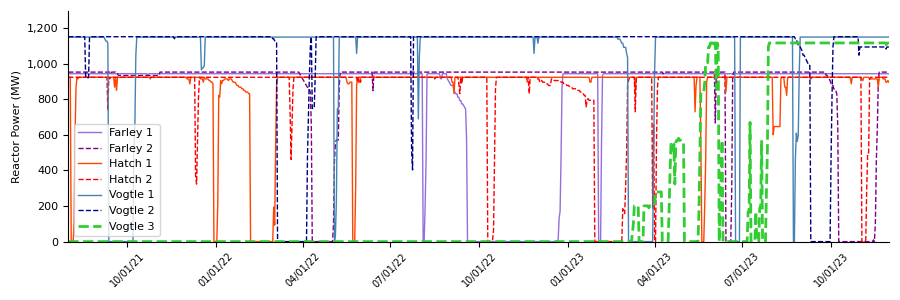 Reactor Power (MW)
1,200
1,000
800
600
400
200
0
Farley 1
Farley 2
Hatch 1
Hatch 2
Vogtle 1
Vogtle 2
Vogtle 3
10/01/21
01/01/22
04/01/22
07/01/22
10/01/22
01/01/23
04/01/23
07/01/23
10/01/23